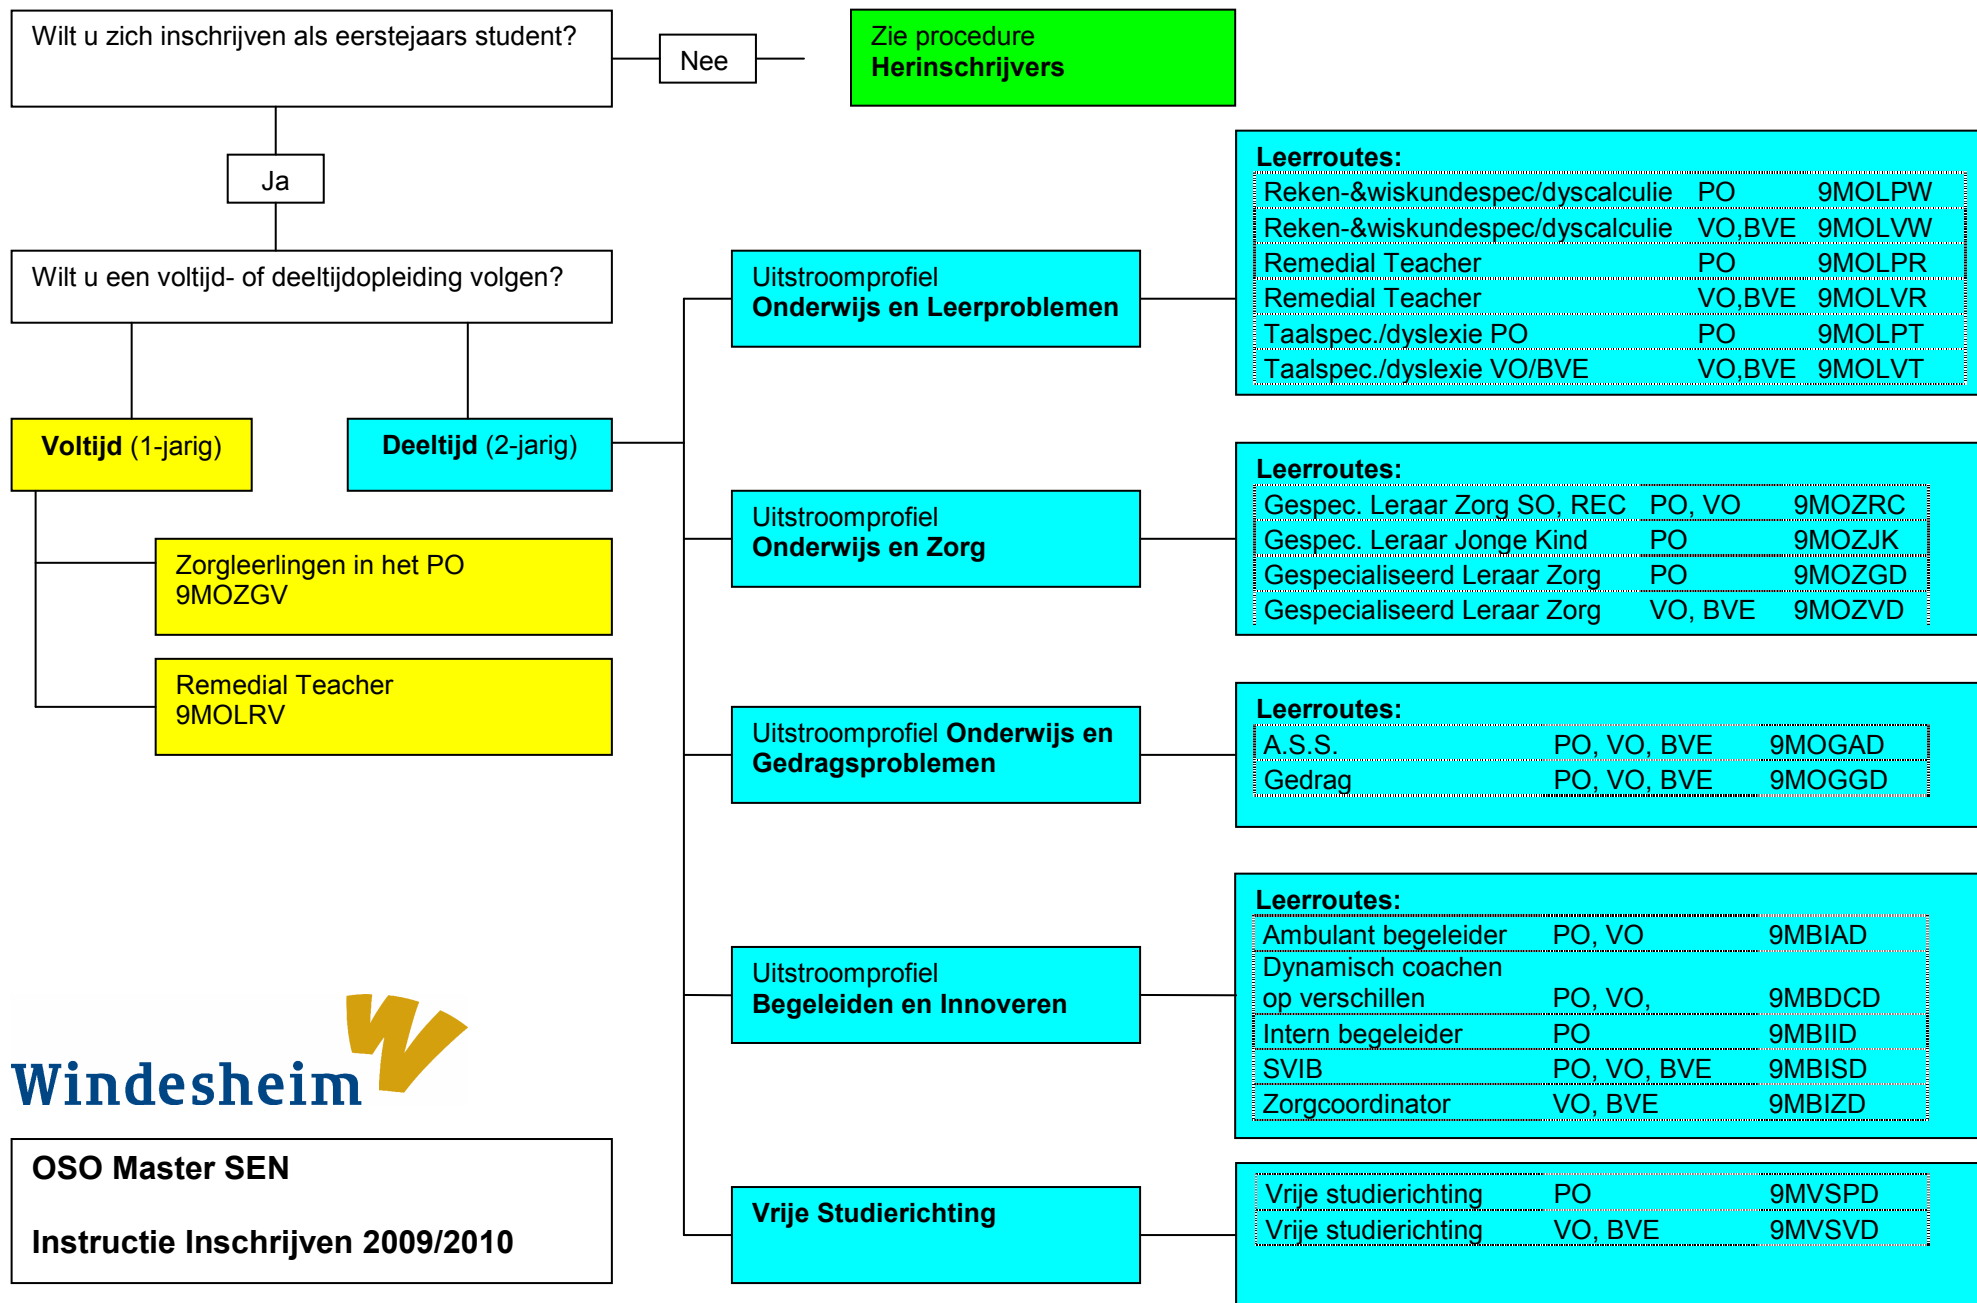 Wilt u zich inschrijven als eerstejaars student?
Nee
Zie procedure
Herinschrijvers
Ja
Wilt u een voltijd- of deeltijdopleiding volgen?
Voltijd (1-jarig)
Deeltijd (2-jarig)
Zorgleerlingen in het PO
9MOZGV
Remedial Teacher
9MOLRV
Uitstroomprofiel
Onderwijs en Leerproblemen
Leerroutes:
Reken-&wiskundespec/dyscalculie PO 9MOLPW
Reken-&wiskundespec/dyscalculie VO,BVE 9MOLVW
Remedial Teacher PO 9MOLPR
Remedial Teacher VO,BVE 9MOLVR
Taalspec./dyslexie PO PO 9MOLPT
Taalspec./dyslexie VO/BVE VO,BVE 9MOLVT
Uitstroomprofiel
Onderwijs en Zorg
Leerroutes:
Gespec. Leraar Zorg SO, REC PO, VO 9MOZRC
Gespec. Leraar Jonge Kind PO 9MOZJK
Gespecialiseerd Leraar Zorg PO 9MOZGD
Gespecialiseerd Leraar Zorg VO, BVE 9MOZVD
Uitstroomprofiel Onderwijs en
Gedragsproblemen
Leerroutes:
A.S.S. PO, VO, BVE 9MOGAD
Gedrag PO, VO, BVE 9MOGGD
Uitstroomprofiel
Begeleiden en Innoveren
Leerroutes:
Ambulant begeleider PO, VO 9MBIAD
Dynamisch coachen
op verschillen PO, VO, 9MBDCD
Intern begeleider PO 9MBIID
SVIB PO, VO, BVE 9MBISD
Zorgcoordinator VO, BVE 9MBIZD
Vrije Studierichting
Vrije studierichting PO 9MVSPD
Vrije studierichting VO, BVE 9MVSVD
Windesheim
OSO Master SEN
Instructie Inschrijven 2009/2010